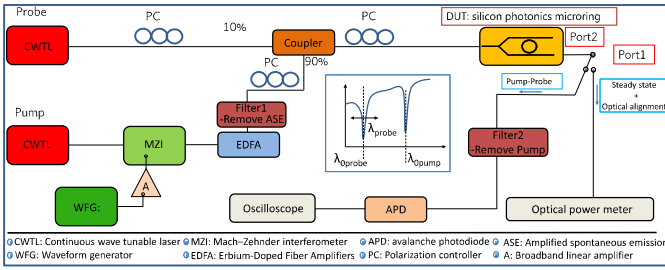 Probe
PC
10%
PC
DUT: silicon photonics microring
CWTL
Coupler
Port2
Port1
90%
PC
Pump-Probe
Steady state
+
Optical alignment
Filter1
-Remove ASE
λprobe
λ0probe
λ0pump
Pump
CWTL
MZI
EDFA
Filter2
-Remove Pump
A
WFG:
Oscilloscope
APD
Optical power meter
CWTL: Continuous wave tunable laser
MZI: Mach–Zehnder interferometer
APD: avalanche photodiode
ASE: Amplified spontaneous emission
WFG: Waveform generator
EDFA: Erbium-Doped Fiber Amplifiers
PC: Polarization controller
A: Broadband linear amplifier